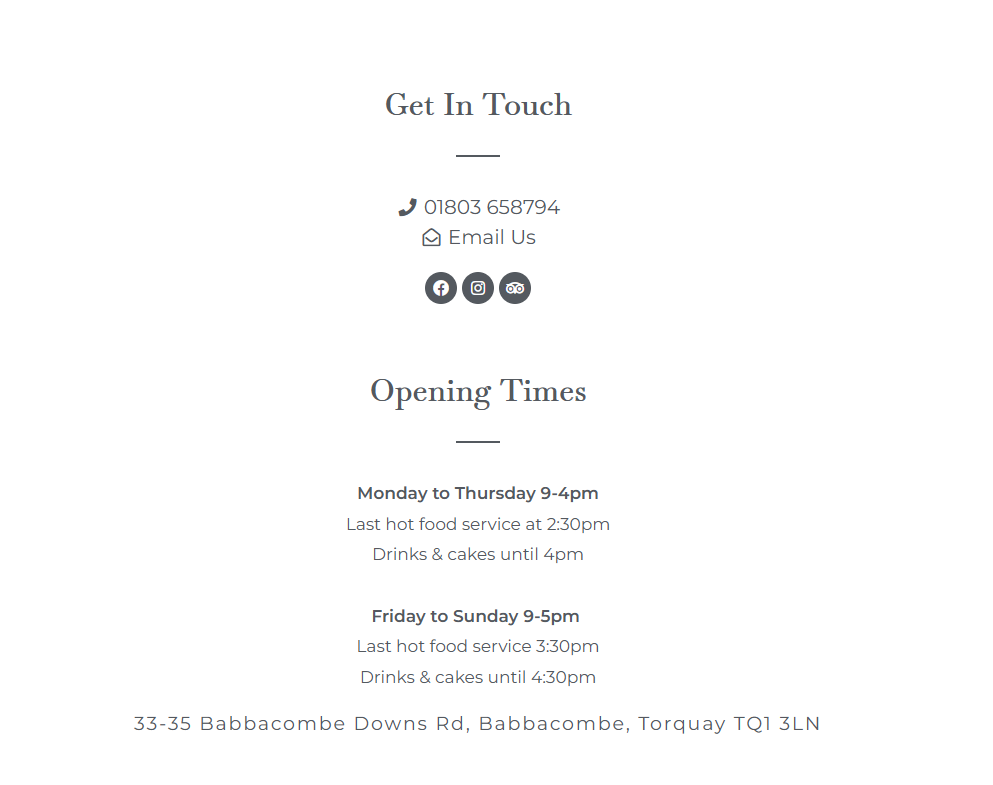 Get In Touch
01803 658794
Email Us
Opening Times
Monday to Thursday 9-4pm
Last hot food service at 2:30pm
Drinks & cakes until 4pm
Friday to Sunday 9-5pm
Last hot food service 3:30pm
Drinks & cakes until 4:30pm
33-35 Babbacombe Downs Rd, Babbacombe, Torquay TQ1 3LN